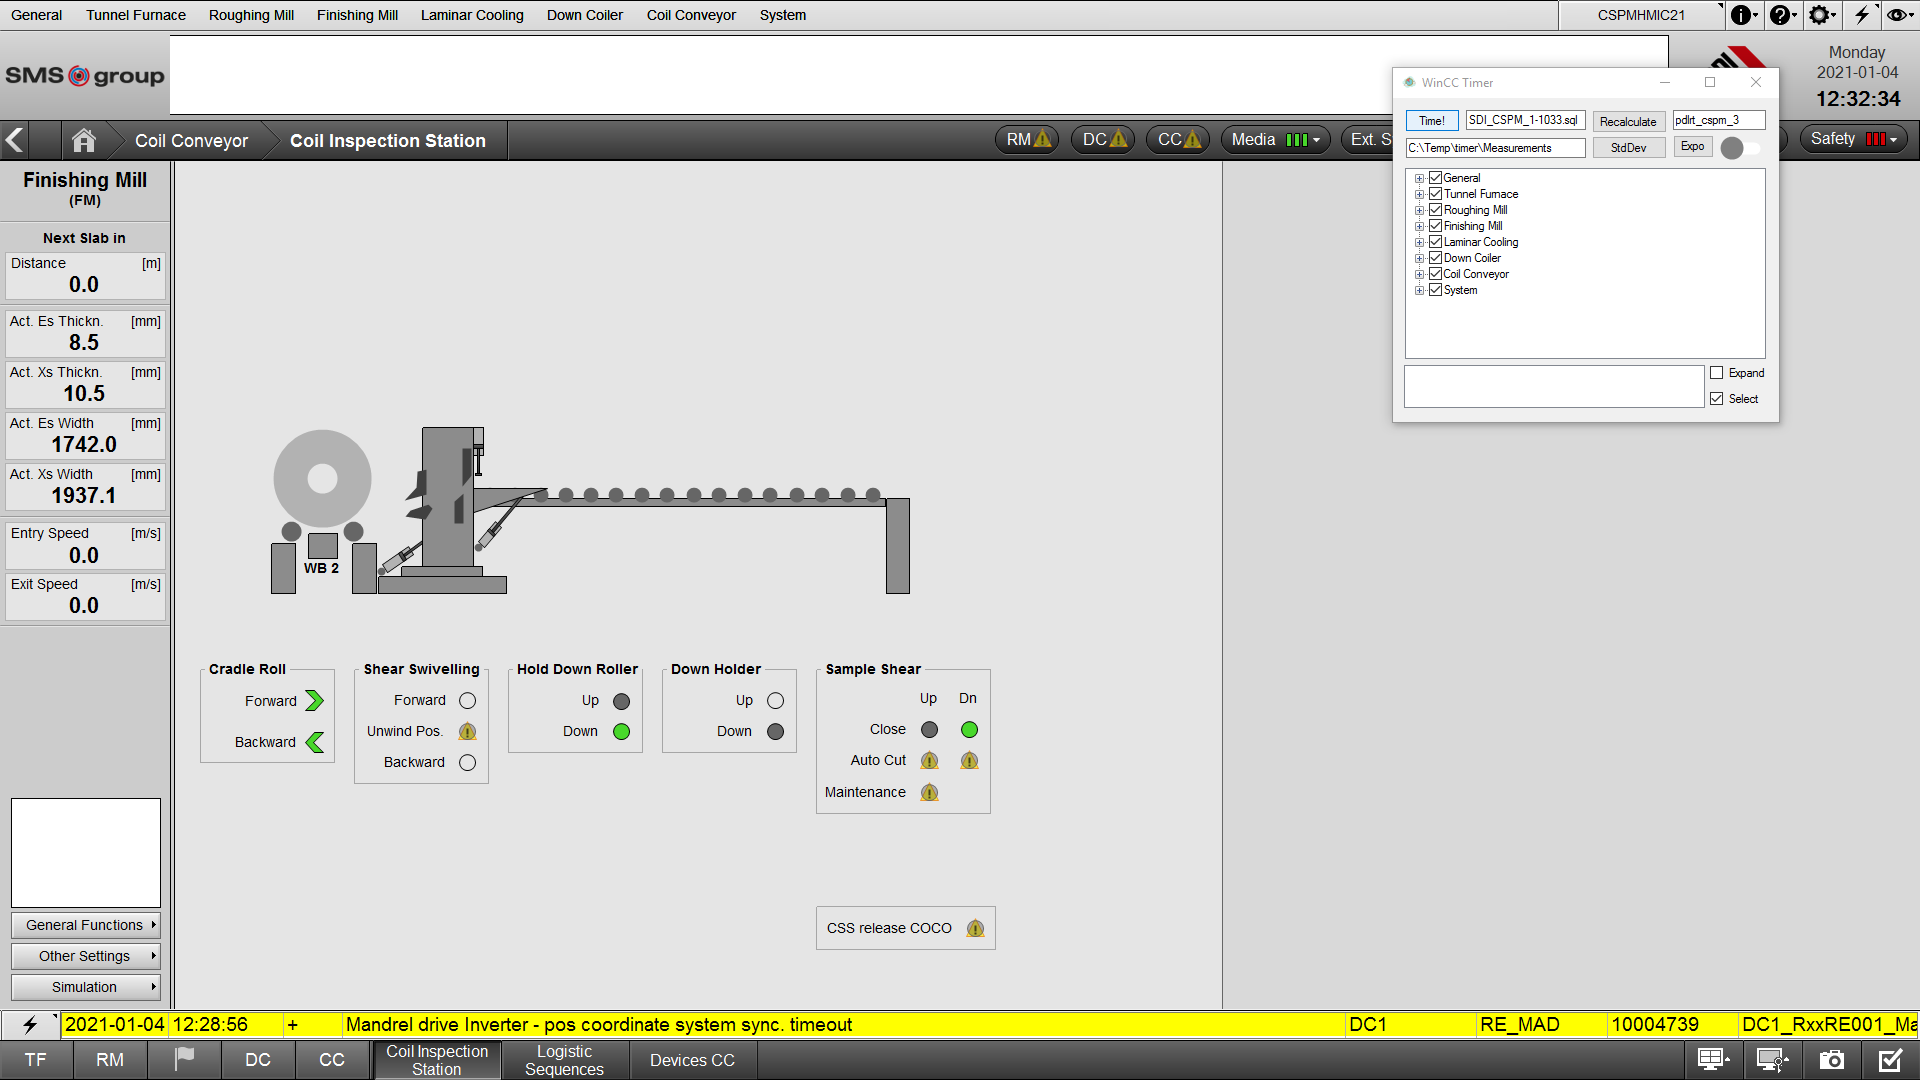 General Tunnel Furnace Roughing Mill Finishing Mill Laminar Cooling Down Coiler Coil Conveyor System CSPMHMIC21
SMS group
Monday
2021-01-04
12:32:34
WinCC Timer
Time! SDI_CSPM_1-1033.sql Recalculate pdlrt_cspm_3
C:\Temp\timer\Measurements StdDev Expo
General
Tunnel Furnace
Roughing Mill
Finishing Mill
Laminar Cooling
Down Coiler
Coil Conveyor
System
Expand
Select
Coil Conveyor Coil Inspection Station RM DC CC Media Ext. S Safety
Finishing Mill
(FM)
Next Slab in
Distance [m]
0.0
Act. Es Thickn. [mm]
8.5
Act. Xs Thickn. [mm]
10.5
Act. Es Width [mm]
1742.0
Act. Xs Width [mm]
1937.1
Entry Speed [m/s]
0.0
Exit Speed [m/s]
0.0
WB 2
Cradle Roll
Forward
Backward
Shear Swivelling
Forward
Unwind Pos.
Backward
Hold Down Roller
Up
Down
Down Holder
Up
Down
Sample Shear
Up Dn
Close
Auto Cut
Maintenance
CSS release COCO
General Functions
Other Settings
Simulation
2021-01-04 12:28:56 + Mandrel drive Inverter - pos coordinate system sync. timeout DC1 RE_MAD 10004739 DC1_RxxRE001_Ma
TF RM DC CC Coil Inspection Station Logistic Sequences Devices CC